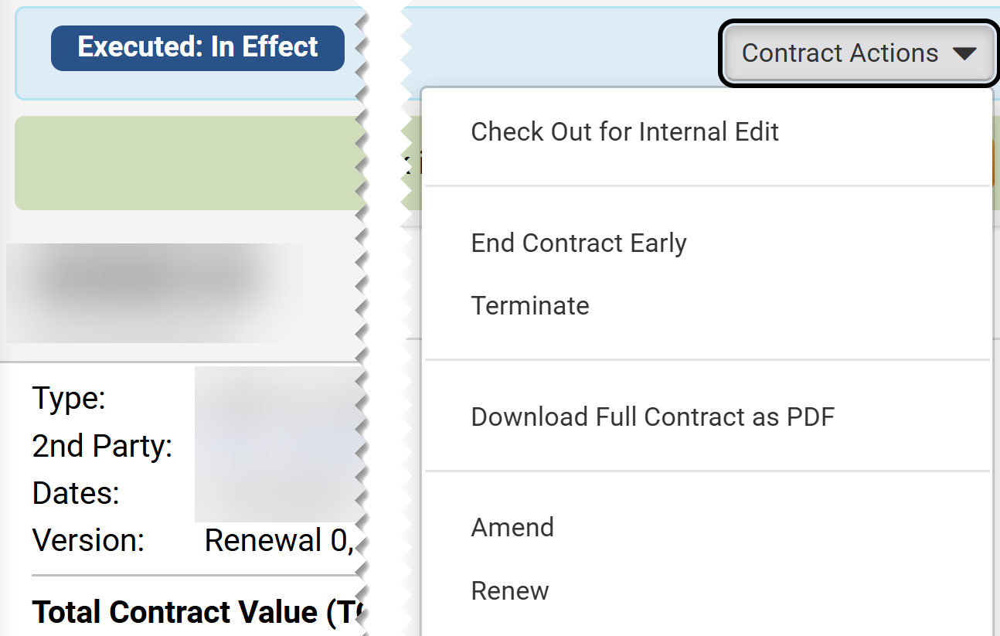 Executed: In Effect
Contract Actions
Check Out for Internal Edit
End Contract Early
Terminate
Download Full Contract as PDF
Amend
Renew
Type:
2nd Party:
Dates:
Version: Renewal 0,
Total Contract Value (T